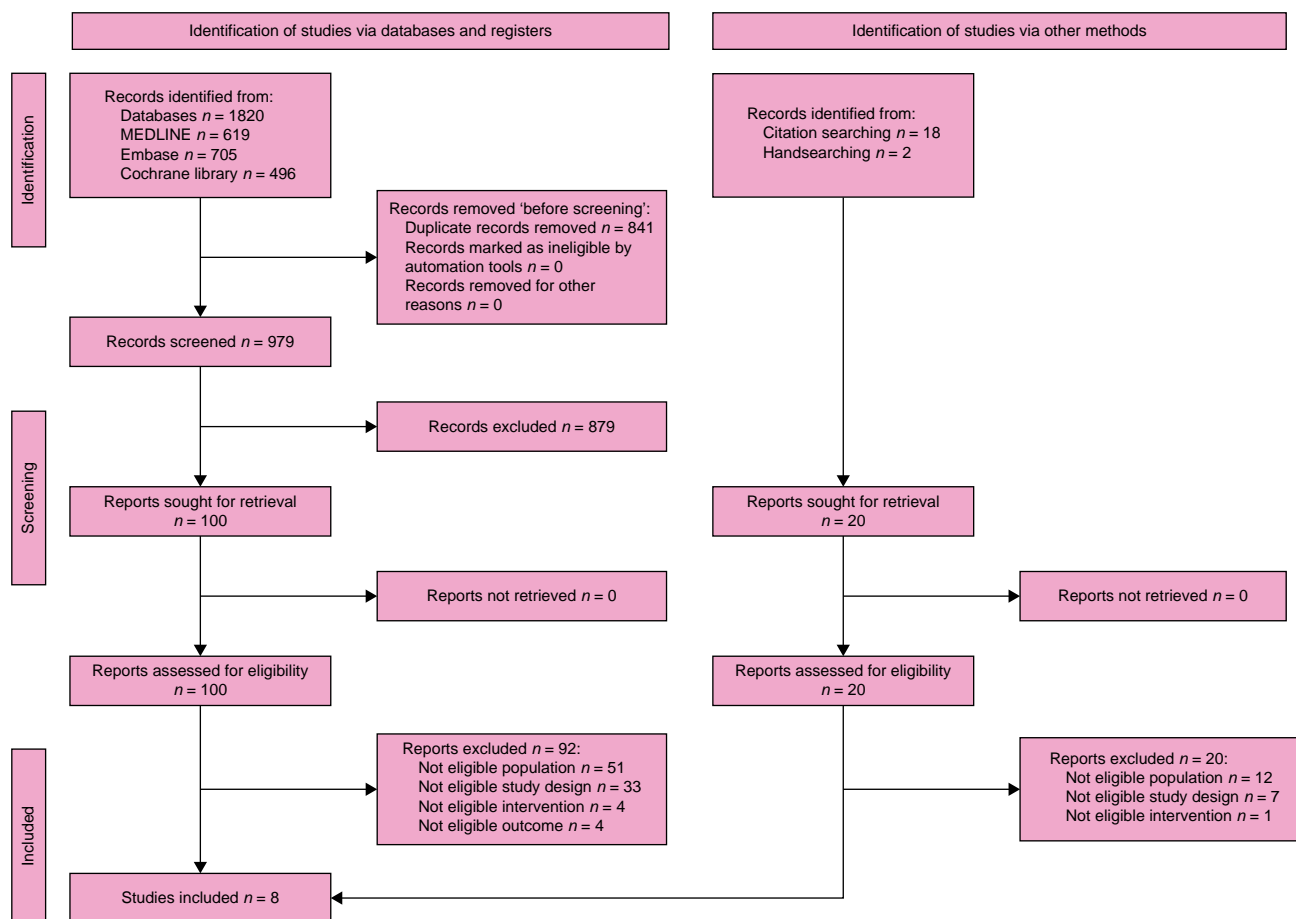 Identification of studies via databases and registers
Identification of studies via other methods
Identification
Records identified from:
Databases n = 1820
MEDLINE n = 619
Embase n = 705
Cochrane library n = 496
Records identified from:
Citation searching n = 18
Handsearching n = 2
Records removed ‘before screening’:
Duplicate records removed n = 841
Records marked as ineligible by
automation tools n = 0
Records removed for other
reasons n = 0
Records screened n = 979
Screening
Records excluded n = 879
Reports sought for retrieval
n = 100
Reports sought for retrieval
n = 20
Reports not retrieved n = 0
Reports not retrieved n = 0
Reports assessed for eligibility
n = 100
Reports assessed for eligibility
n = 20
Included
Reports excluded n = 92:
Not eligible population n = 51
Not eligible study design n = 33
Not eligible intervention n = 4
Not eligible outcome n = 4
Reports excluded n = 20:
Not eligible population n = 12
Not eligible study design n = 7
Not eligible intervention n = 1
Studies included n = 8